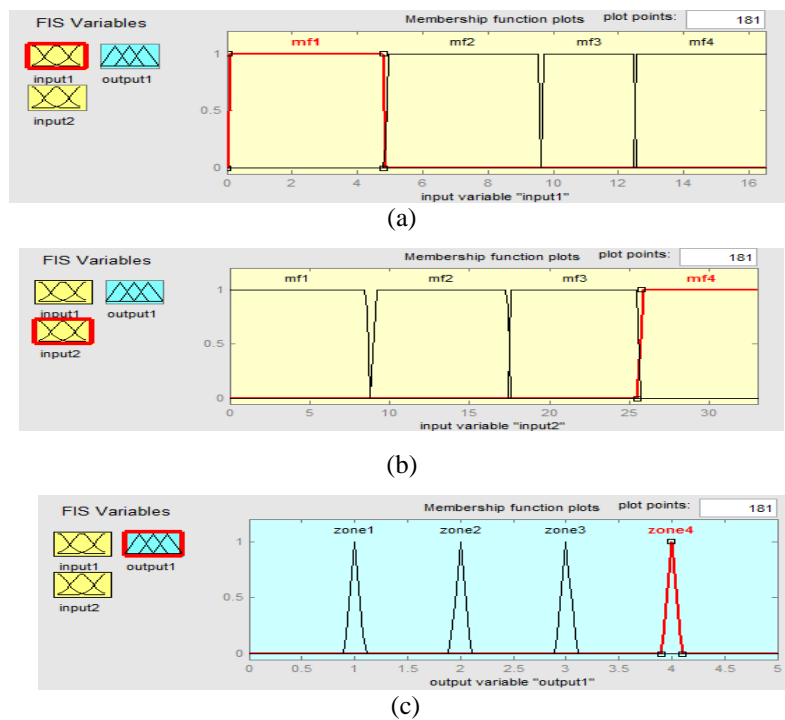 FIS Variables
Membership function plots plot points: 181
input1 output1
input2
mf1 mf2 mf3 mf4
1
0.5
0
0 2 4 6 8 10 12 14 16
input variable "input1"
(a)
FIS Variables
Membership function plots plot points: 181
input1 output1
input2
mf1 mf2 mf3 mf4
1
0.5
0
0 5 10 15 20 25 30
input variable "input2"
(b)
FIS Variables
Membership function plots plot points: 181
input1 output1
input2
zone1 zone2 zone3 zone4
1
0.5
0
0 0.5 1 1.5 2 2.5 3 3.5 4 4.5 5
output variable "output1"
(c)